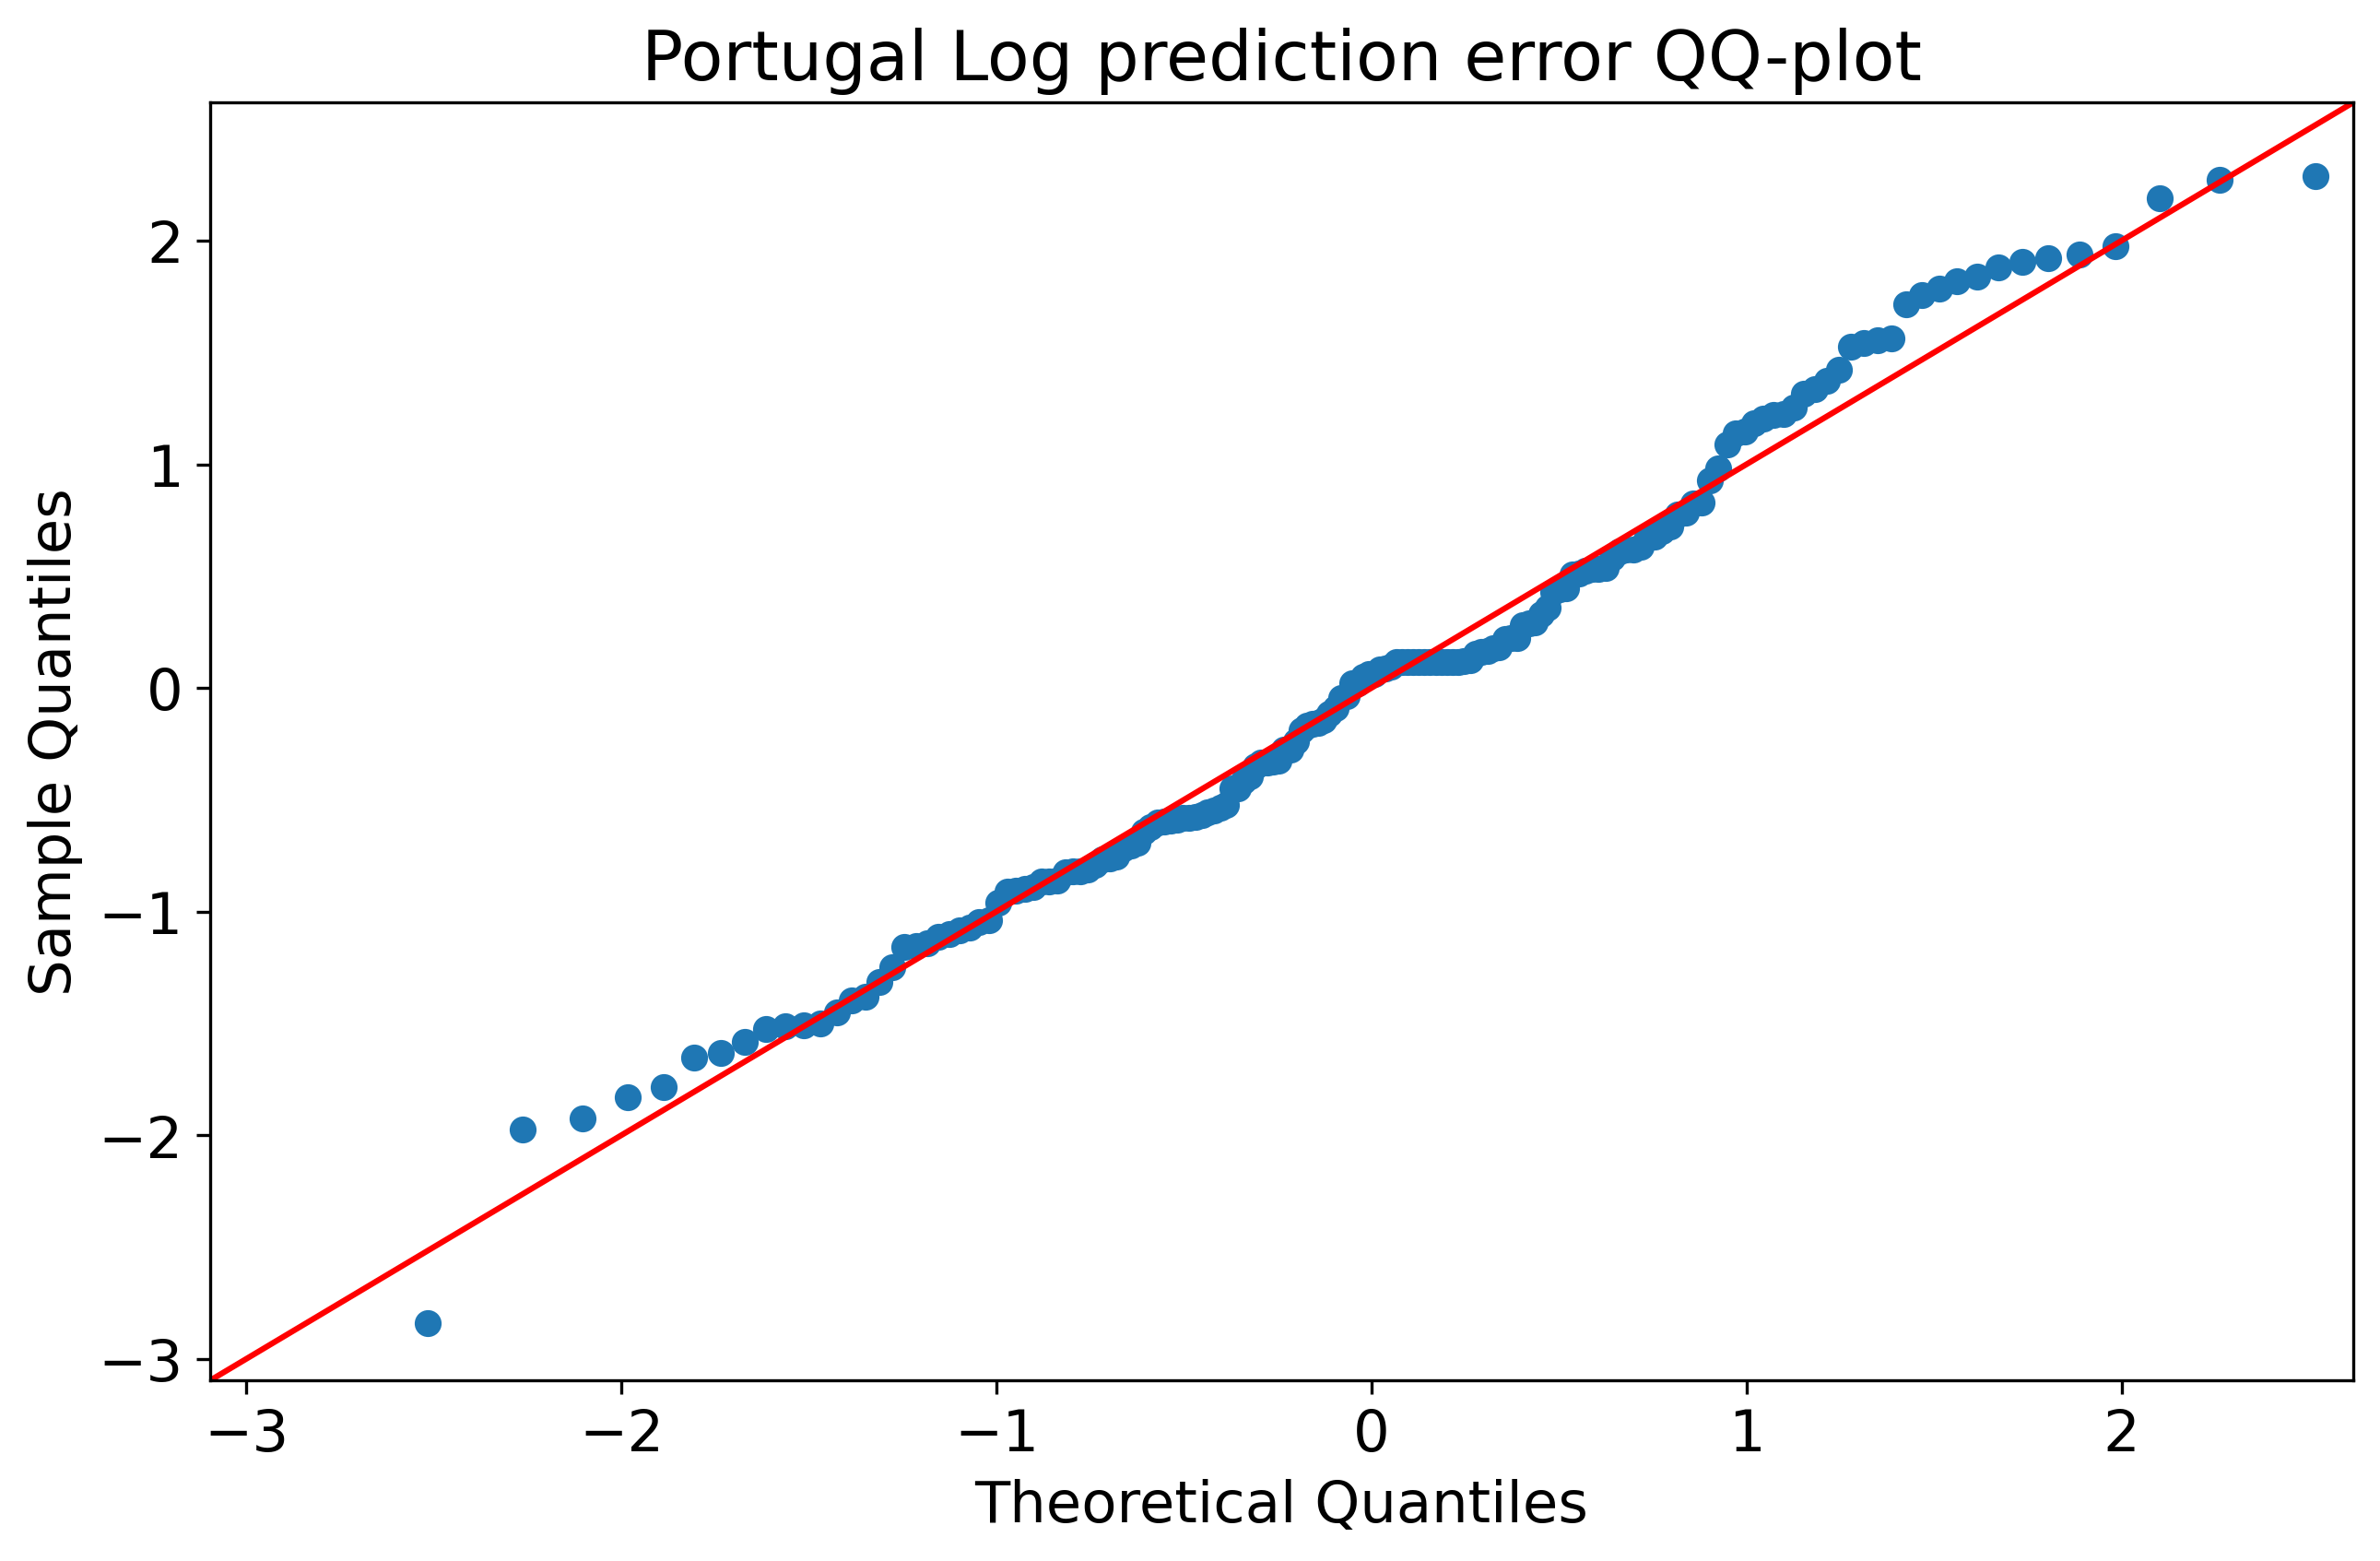 Portugal Log prediction error QQ-plot
Sample Quantiles
2
1
0
−1
−2
−3
−3 −2 −1 0 1 2
Theoretical Quantiles